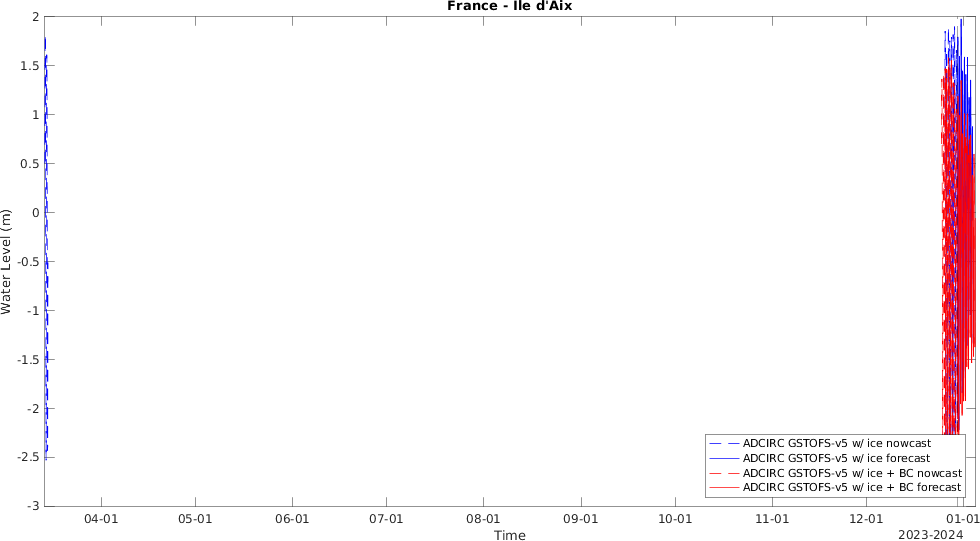 France - Ile d'Aix
Water Level (m)
2
1.5
1
0.5
0
-0.5
-1
-1.5
-2
-2.5
-3
ADCIRC GSTOFS-v5 w/ ice nowcast
ADCIRC GSTOFS-v5 w/ ice forecast
ADCIRC GSTOFS-v5 w/ ice + BC nowcast
ADCIRC GSTOFS-v5 w/ ice + BC forecast
04-01 05-01 06-01 07-01 08-01 09-01 10-01 11-01 12-01 01-01
Time
2023-2024